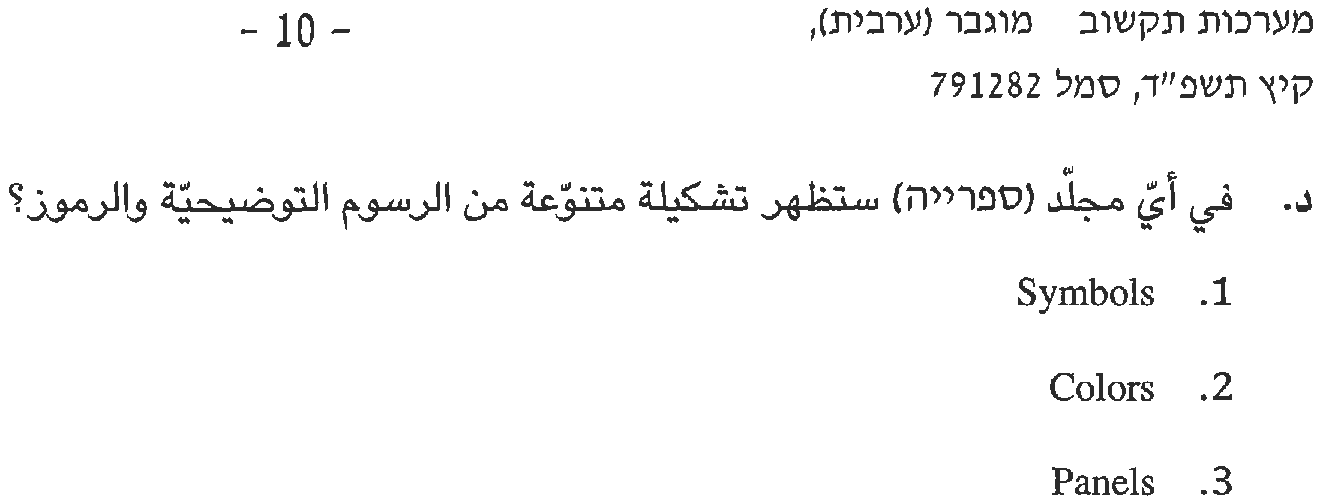 מערכות תקשוב מוגבר (ערבית), - 10 -
קיץ תשפ"ד, סמל 791282
د. في أيّ مجلّد (ספרייה) ستظهر تشكيلة متنوّعة من الرسوم التوضيحيّة والرموز؟
1. Symbols
2. Colors
3. Panels